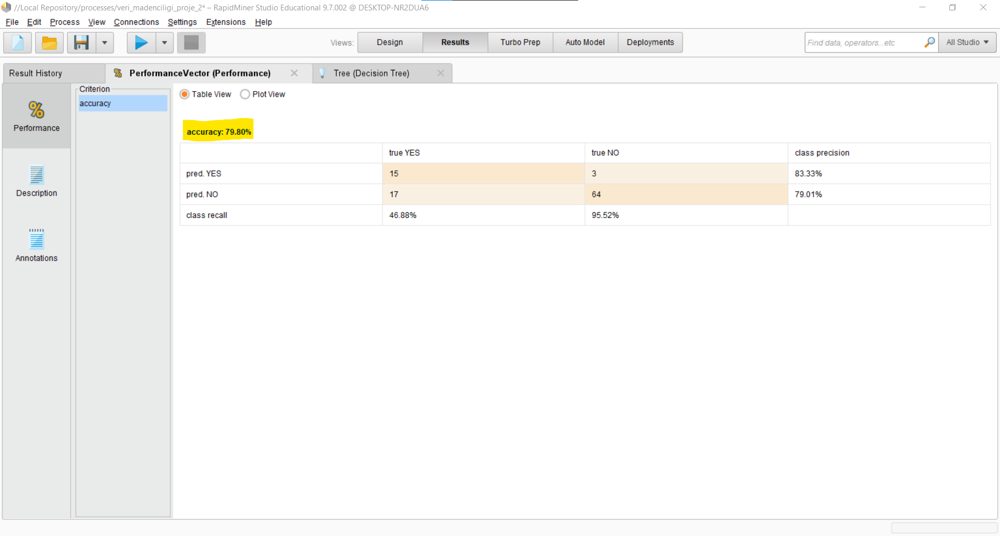 //Local Repository/processes/veri_madenciligi_proje_2* – RapidMiner Studio Educational 9.7.002 @ DESKTOP-NR2DUA6
File Edit Process View Connections Settings Extensions Help
Views: Design Results Turbo Prep Auto Model Deployments Find data, operators...etc All Studio
Result History PerformanceVector (Performance) Tree (Decision Tree)
Performance
Description
Annotations
Criterion
accuracy
Table View Plot View
accuracy: 79.80%
true YES true NO class precision
pred. YES 15 3 83.33%
pred. NO 17 64 79.01%
class recall 46.88% 95.52%